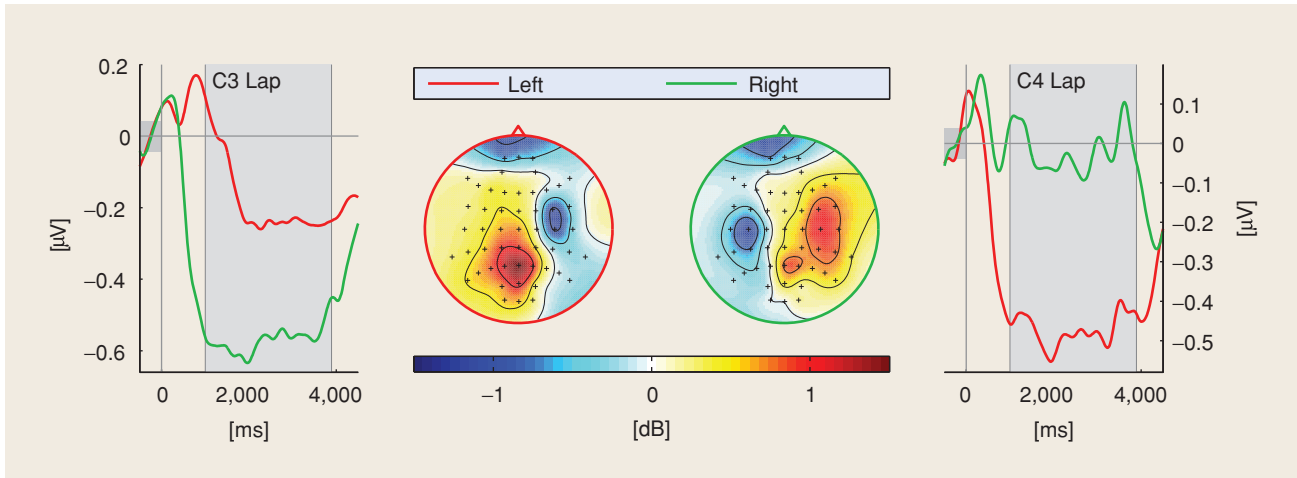 C3 Lap
0.2
0
−0.2
−0.4
−0.6
[µV]
0 2,000 4,000
[ms]
Left Right
−1 0 1
[dB]
C4 Lap
0.1
0
−0.1
−0.2
−0.3
−0.4
−0.5
[µV]
0 2,000 4,000
[ms]